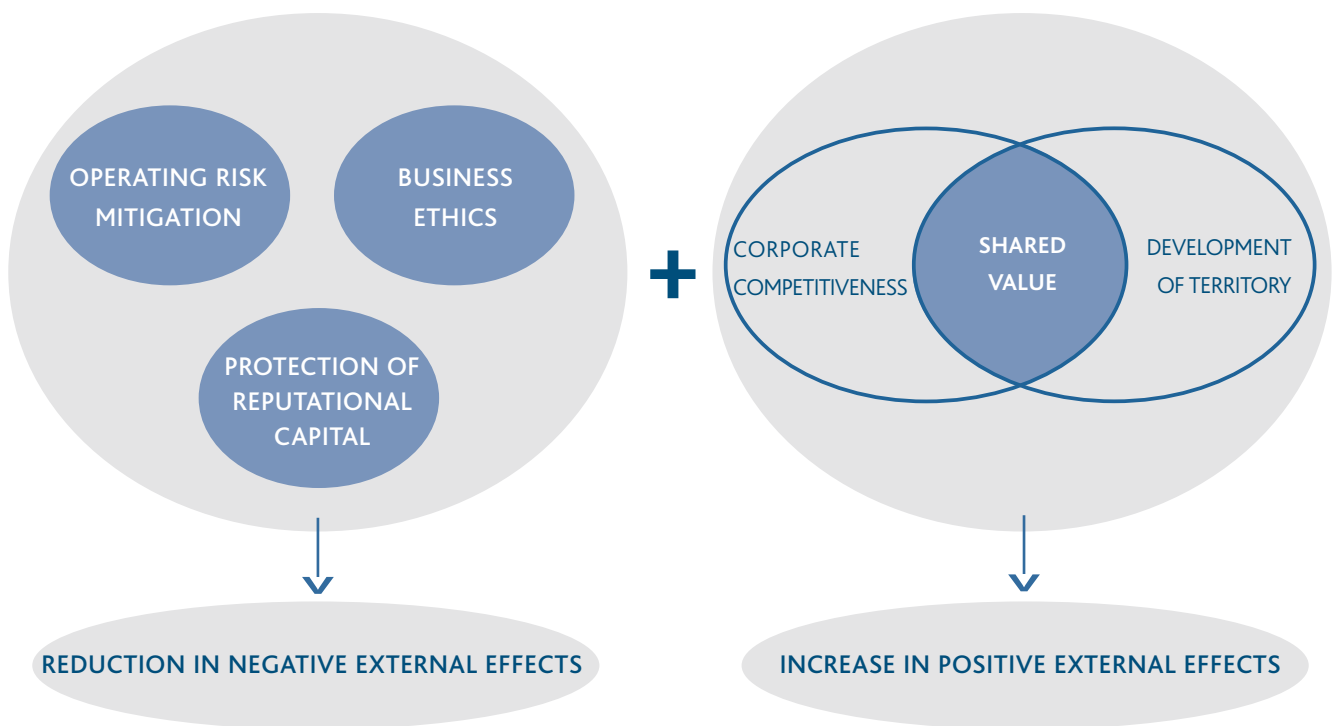 OPERATING RISK
MITIGATION
BUSINESS
ETHICS
PROTECTION OF
REPUTATIONAL
CAPITAL
+
CORPORATE
COMPETITIVENESS
SHARED
VALUE
DEVELOPMENT
OF TERRITORY
REDUCTION IN NEGATIVE EXTERNAL EFFECTS
INCREASE IN POSITIVE EXTERNAL EFFECTS